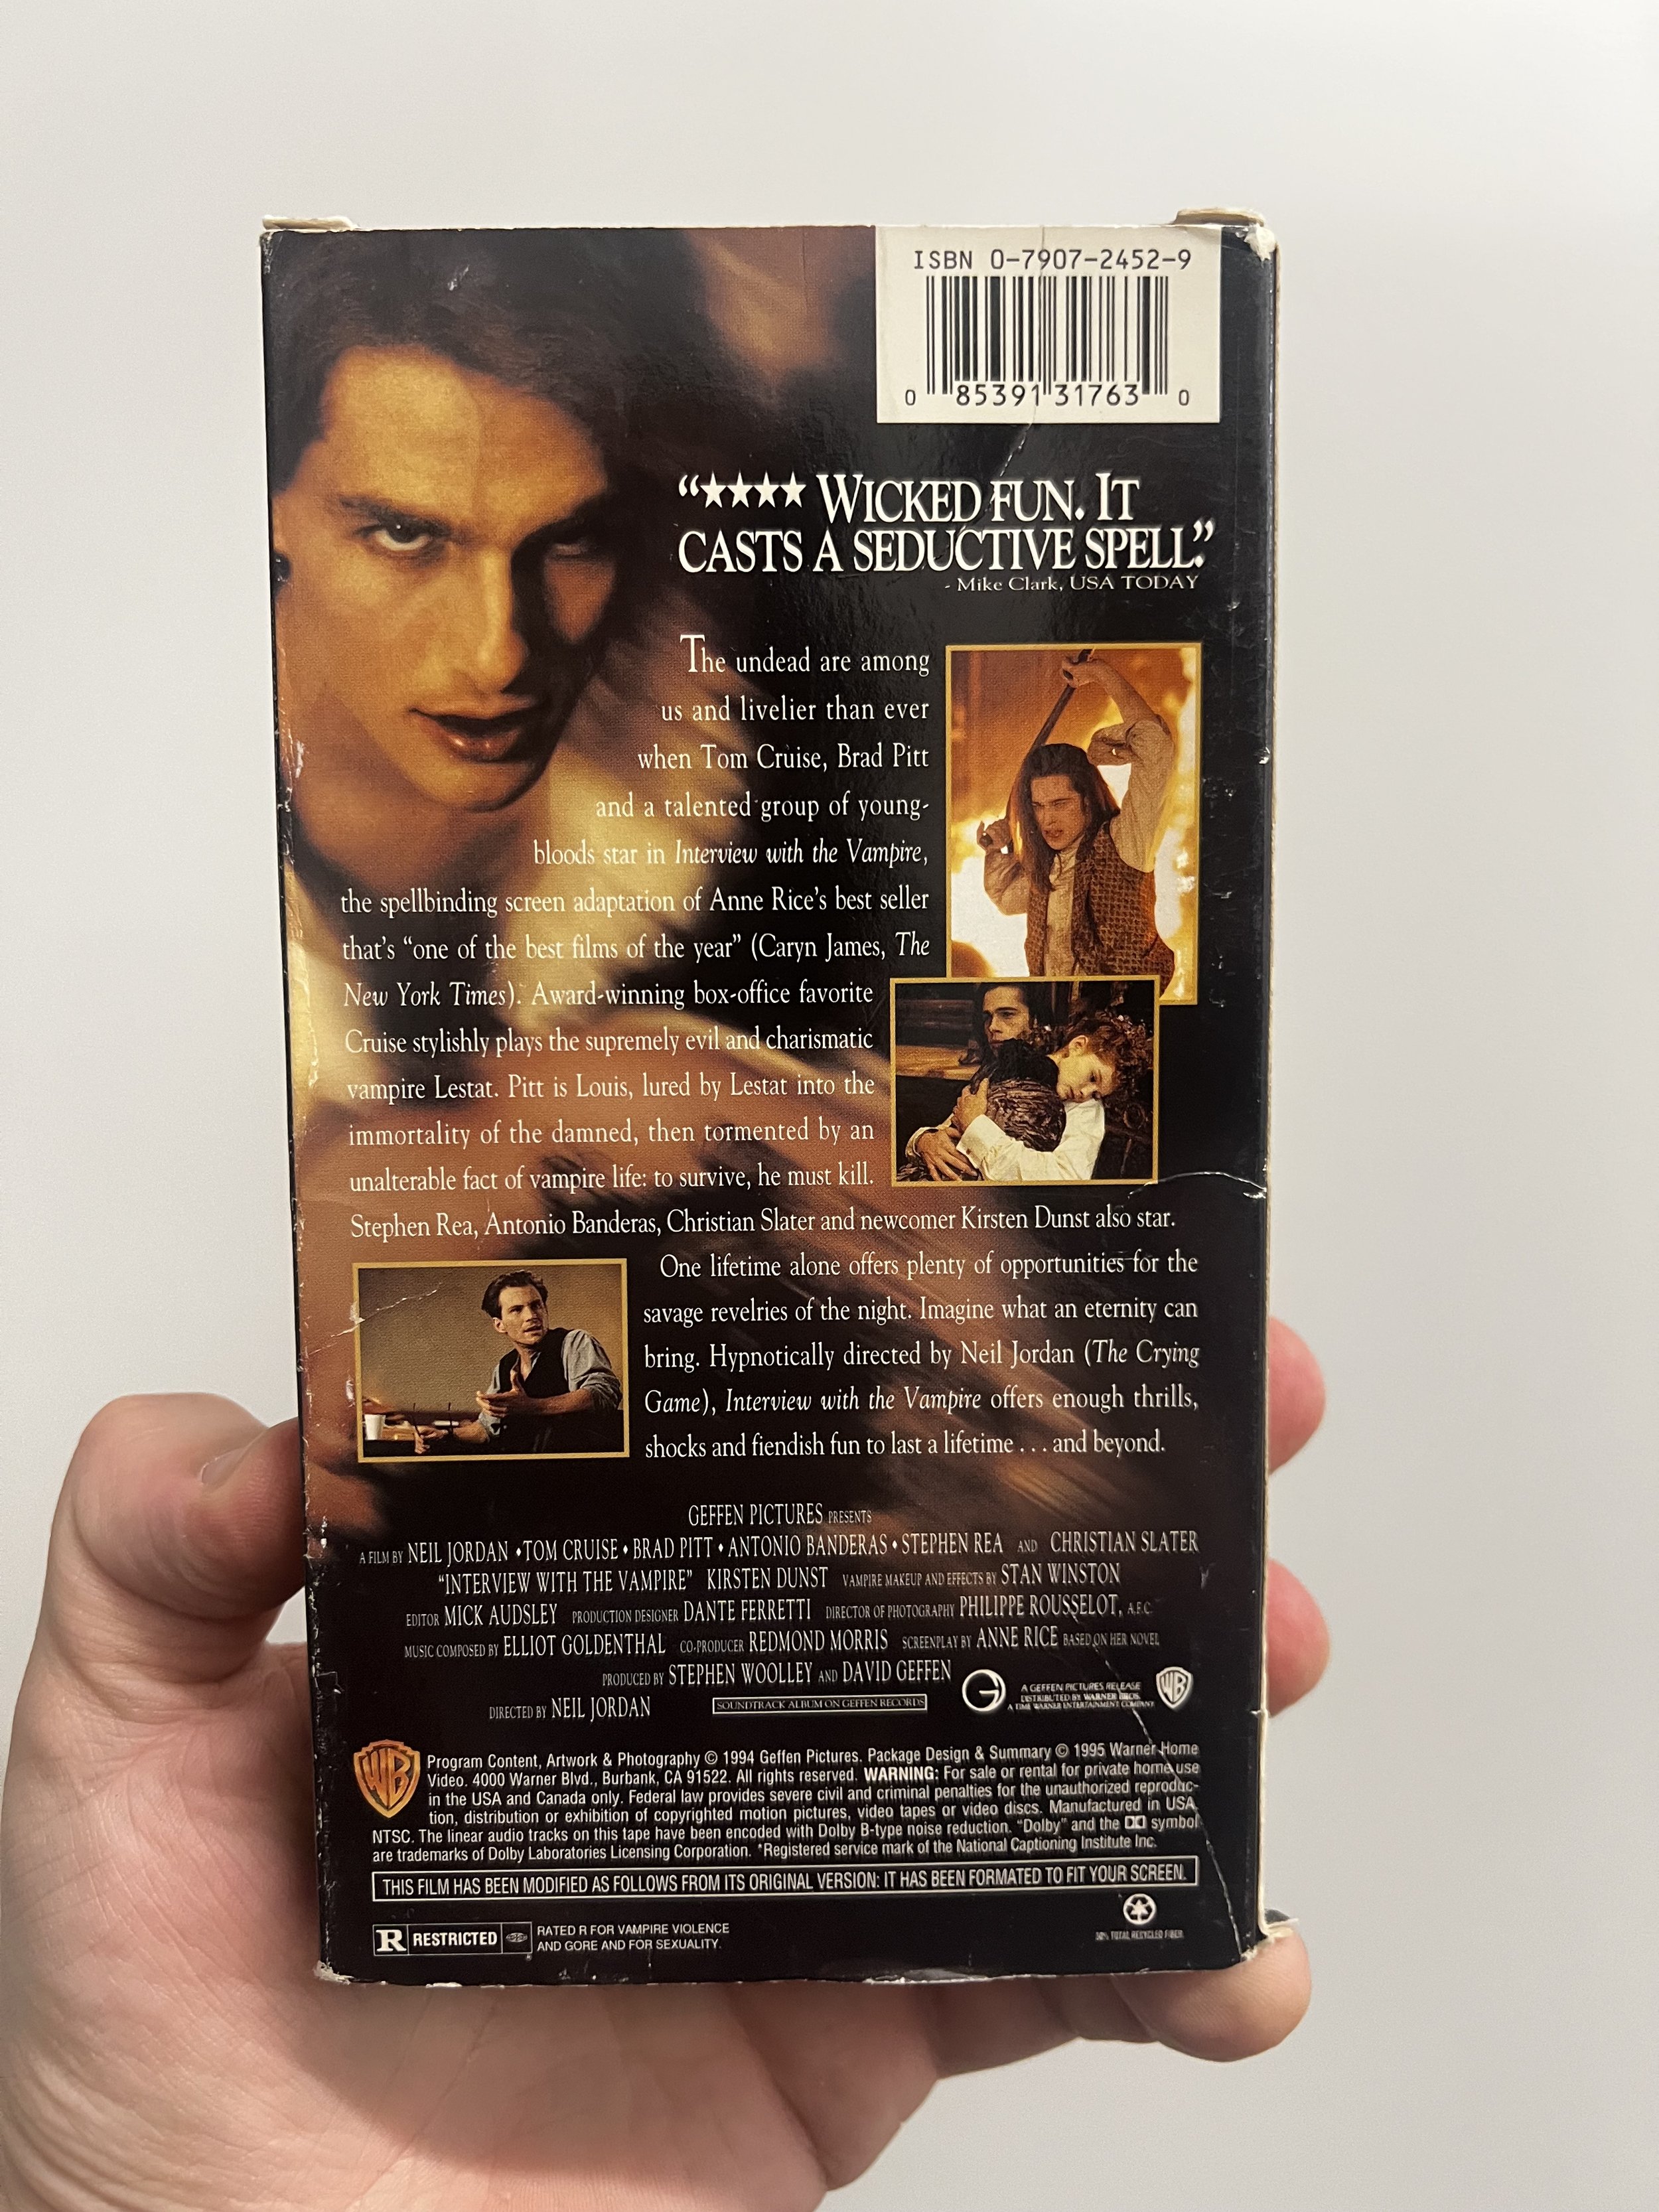 ISBN 0-7907-2452-9
0 85391 31763 0
“★★★★ WICKED FUN. IT
CASTS A SEDUCTIVE SPELL.”
- Mike Clark, USA TODAY
The undead are among
us and livelier than ever
when Tom Cruise, Brad Pitt
and a talented group of young-
bloods star in Interview with the Vampire,
the spellbinding screen adaptation of Anne Rice’s best seller
that’s “one of the best films of the year” (Caryn James, The
New York Times). Award-winning box-office favorite
Cruise stylishly plays the supremely evil and charismatic
vampire Lestat. Pitt is Louis, lured by Lestat into the
immortality of the damned, then tormented by an
unalterable fact of vampire life: to survive, he must kill.
Stephen Rea, Antonio Banderas, Christian Slater and newcomer Kirsten Dunst also star.
One lifetime alone offers plenty of opportunities for the
savage revelries of the night. Imagine what an eternity can
bring. Hypnotically directed by Neil Jordan (The Crying
Game), Interview with the Vampire offers enough thrills,
shocks and fiendish fun to last a lifetime . . . and beyond.
GEFFEN PICTURES PRESENTS
A FILM BY NEIL JORDAN • TOM CRUISE • BRAD PITT • ANTONIO BANDERAS • STEPHEN REA AND CHRISTIAN SLATER
“INTERVIEW WITH THE VAMPIRE” KIRSTEN DUNST VAMPIRE MAKEUP AND EFFECTS BY STAN WINSTON
EDITOR MICK AUDSLEY PRODUCTION DESIGNER DANTE FERRETTI DIRECTOR OF PHOTOGRAPHY PHILIPPE ROUSSELOT, A.F.C.
MUSIC COMPOSED BY ELLIOT GOLDENTHAL CO-PRODUCER REDMOND MORRIS SCREENPLAY BY ANNE RICE BASED ON HER NOVEL
PRODUCED BY STEPHEN WOOLLEY AND DAVID GEFFEN
DIRECTED BY NEIL JORDAN
SOUNDTRACK ALBUM ON GEFFEN RECORDS
G
A GEFFEN PICTURES RELEASE
DISTRIBUTED BY WARNER BROS.
A TIME WARNER ENTERTAINMENT COMPANY
WB
WB
Program Content, Artwork & Photography © 1994 Geffen Pictures. Package Design & Summary © 1995 Warner Home
Video. 4000 Warner Blvd., Burbank, CA 91522. All rights reserved. WARNING: For sale or rental for private home use
in the USA and Canada only. Federal law provides severe civil and criminal penalties for the unauthorized reproduc-
tion, distribution or exhibition of copyrighted motion pictures, video tapes or video discs. Manufactured in USA.
NTSC. The linear audio tracks on this tape have been encoded with Dolby B-type noise reduction. “Dolby” and the symbol
are trademarks of Dolby Laboratories Licensing Corporation. *Registered service mark of the National Captioning Institute Inc.
THIS FILM HAS BEEN MODIFIED AS FOLLOWS FROM ITS ORIGINAL VERSION: IT HAS BEEN FORMATED TO FIT YOUR SCREEN.
R RESTRICTED
RATED R FOR VAMPIRE VIOLENCE
AND GORE AND FOR SEXUALITY.
TOTAL RECYCLED FIBER